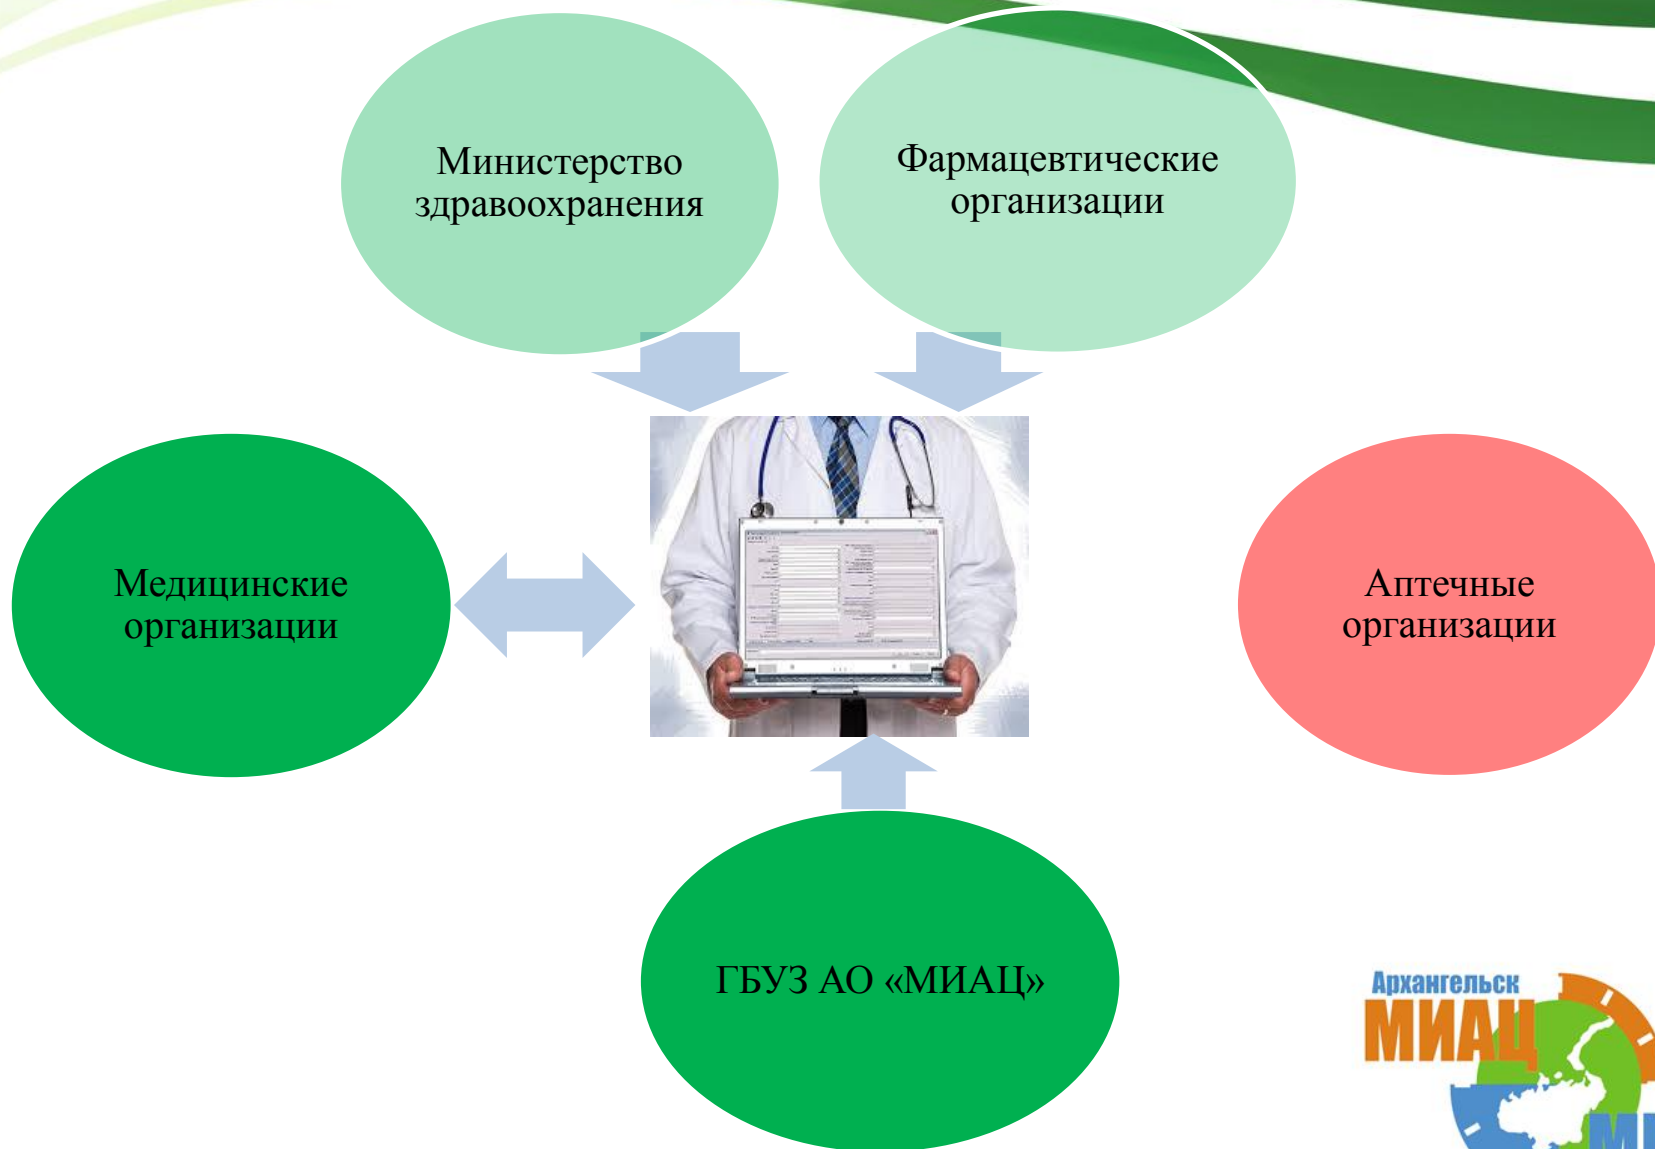 Министерство
здравоохранения
Фармацевтические
организации
Медицинские
организации
Аптечные
организации
ГБУЗ АО «МИАЦ»
Архангельск
МИАЦ